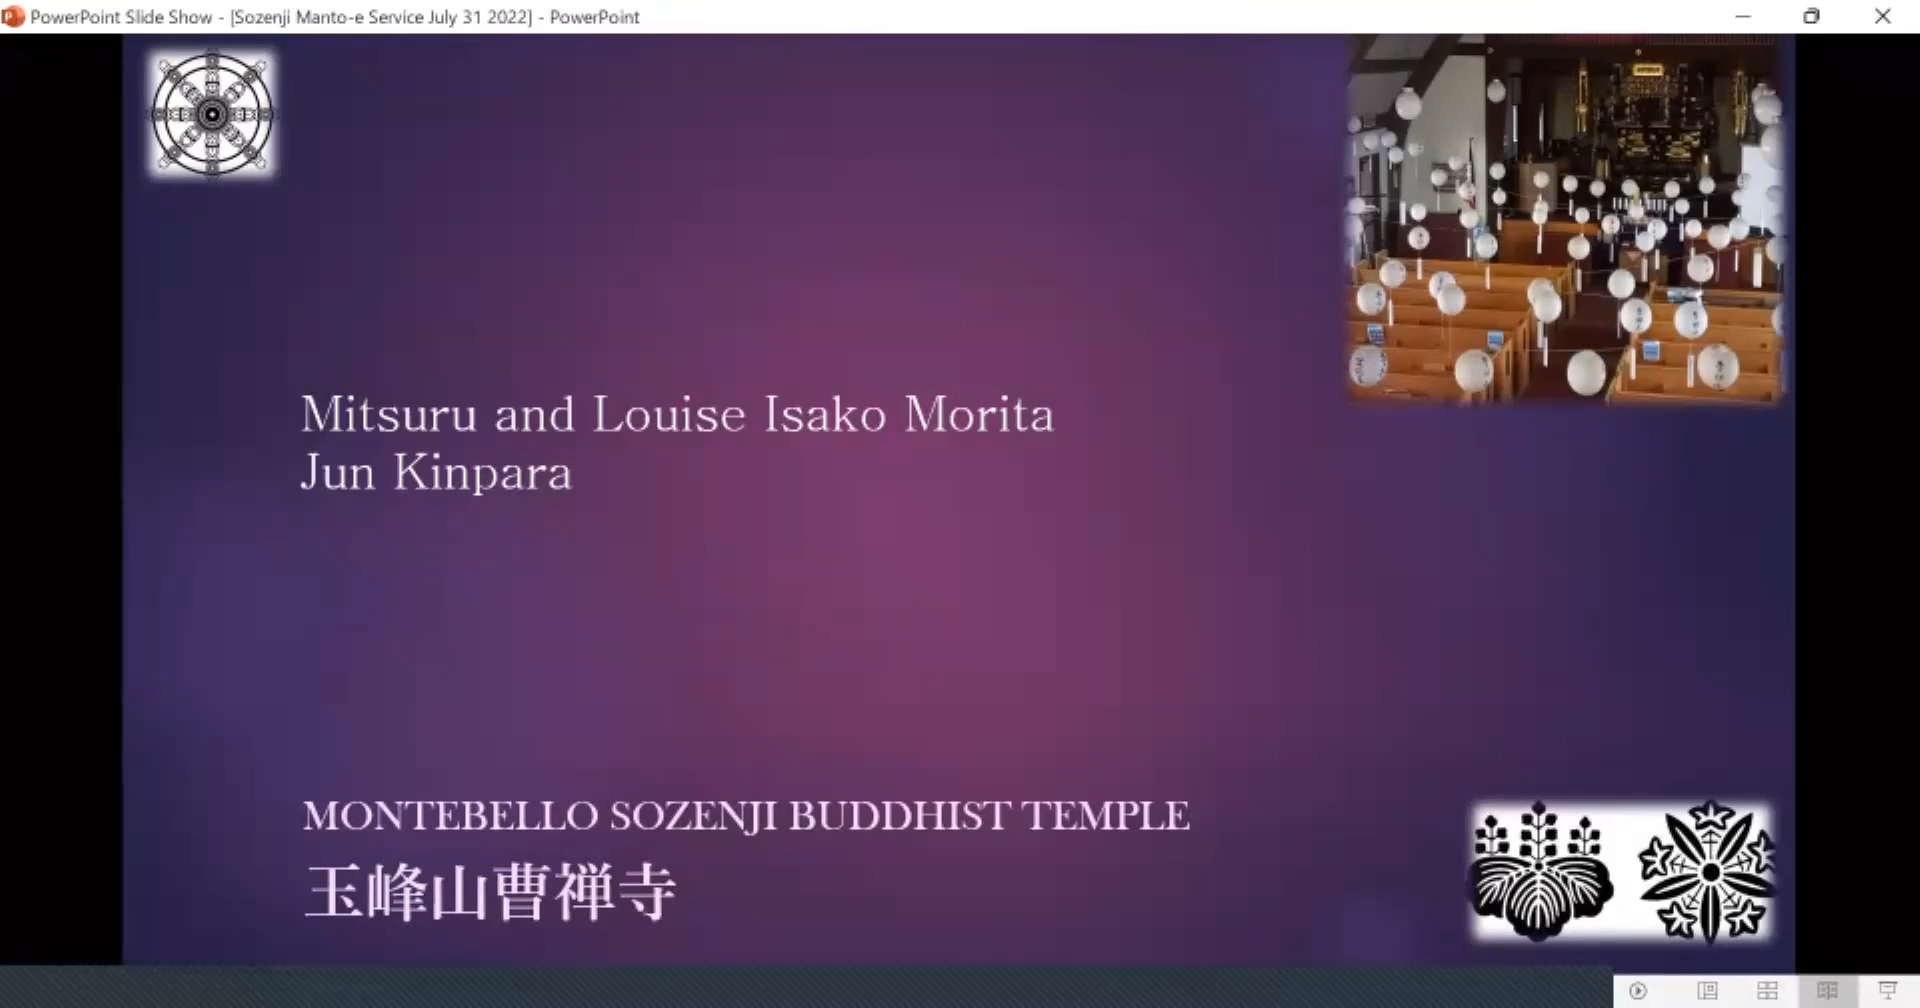 PowerPoint Slide Show - [Sozenji Manto-e Service July 31 2022] - PowerPoint
Mitsuru and Louise Isako Morita
Jun Kinpara
MONTEBELLO SOZENJI BUDDHIST TEMPLE
玉峰山曹禅寺